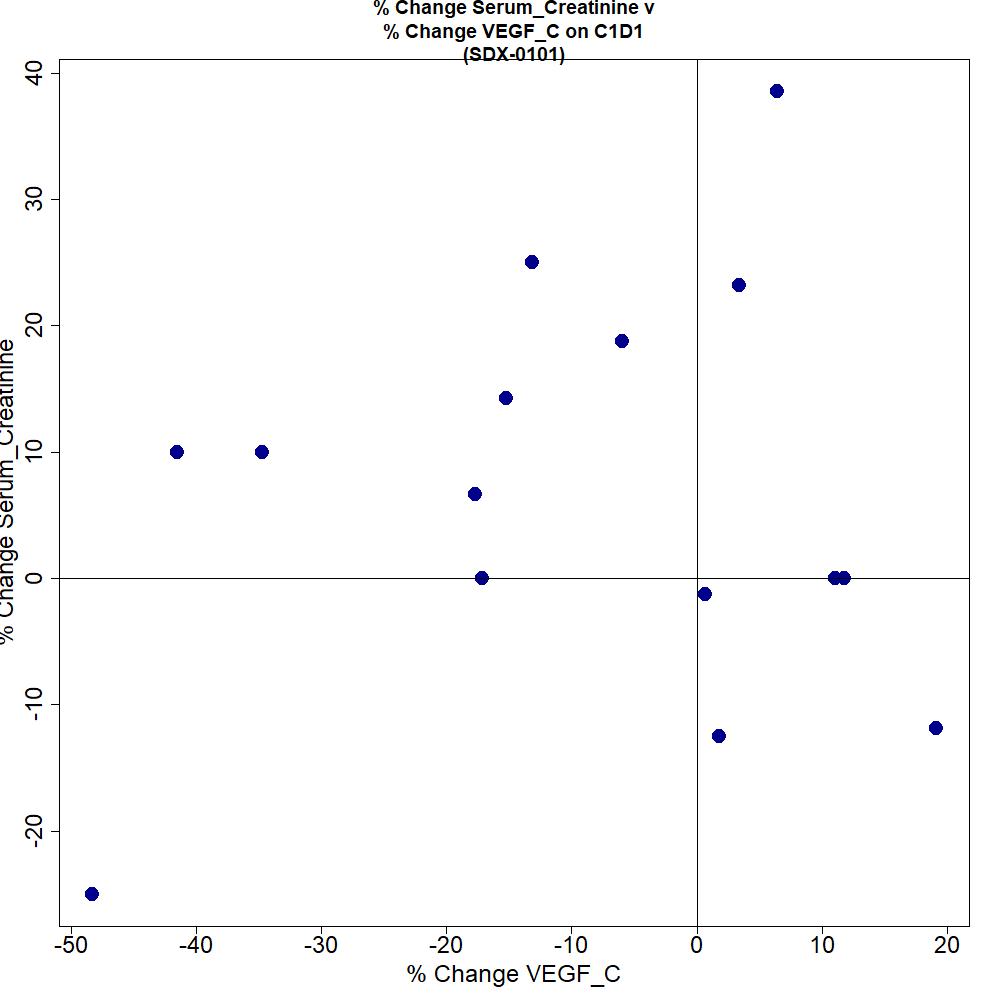 % Change Serum_Creatinine v
% Change VEGF_C on C1D1
(SDX-0101)
40
30
20
10
0
-10
-20
% Change Serum_Creatinine
-50 -40 -30 -20 -10 0 10 20
% Change VEGF_C